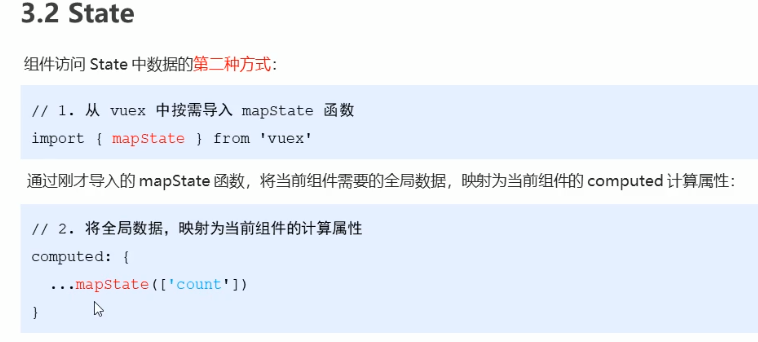 3.2 State
组件访问 State 中数据的第二种方式：
// 1. 从 vuex 中按需导入 mapState 函数
import { mapState } from 'vuex'
通过刚才导入的 mapState 函数，将当前组件需要的全局数据，映射为当前组件的 computed 计算属性：
// 2. 将全局数据，映射为当前组件的计算属性
computed: {
  ...mapState(['count'])
}